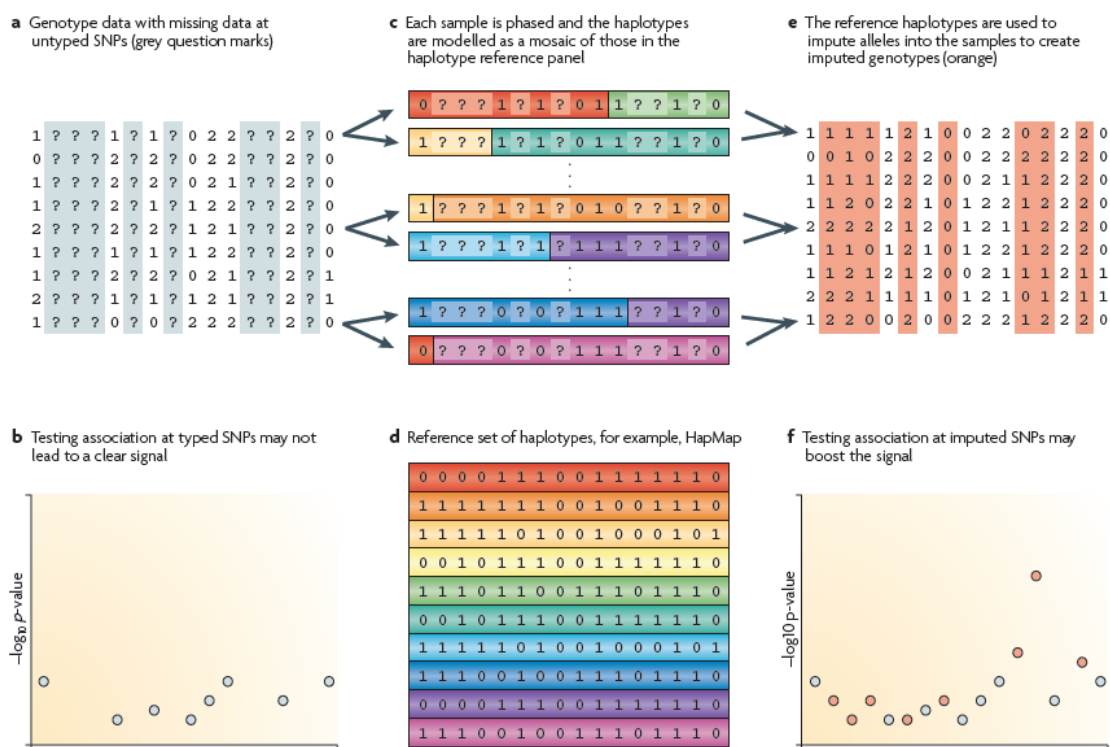 a Genotype data with missing data at
untyped SNPs (grey question marks)
1 ? ? ? 1 ? 1 ? 0 2 2 ? ? 2 ? 0
0 ? ? ? 2 ? 2 ? 0 2 2 ? ? 2 ? 0
1 ? ? ? 2 ? 2 ? 0 2 1 ? ? 2 ? 0
1 ? ? ? 2 ? 1 ? 1 2 2 ? ? 2 ? 0
2 ? ? ? 2 ? 2 ? 1 2 1 ? ? 2 ? 0
1 ? ? ? 1 ? 1 ? 1 2 2 ? ? 2 ? 0
1 ? ? ? 2 ? 2 ? 0 2 1 ? ? 2 ? 1
2 ? ? ? 1 ? 1 ? 1 2 1 ? ? 2 ? 1
1 ? ? ? 0 ? 0 ? 2 2 2 ? ? 2 ? 0
c Each sample is phased and the haplotypes
are modelled as a mosaic of those in the
haplotype reference panel
0 ? ? ? 1 ? 1 ? 0 1 1 ? ? 1 ? 0
1 ? ? ? 1 ? 1 ? 0 1 1 ? ? 1 ? 0
1 ? ? ? 1 ? 1 ? 0 1 0 ? ? 1 ? 0
1 ? ? ? 1 ? 1 ? 1 1 1 ? ? 1 ? 0
1 ? ? ? 0 ? 0 ? 1 1 1 ? ? 1 ? 0
0 ? ? ? 0 ? 0 ? 1 1 1 ? ? 1 ? 0
e The reference haplotypes are used to
impute alleles into the samples to create
imputed genotypes (orange)
1 1 1 1 1 2 1 0 0 2 2 0 2 2 2 0
0 0 1 0 2 2 2 0 0 2 2 2 2 2 2 0
1 1 1 1 2 2 2 0 0 2 1 1 2 2 2 0
1 1 2 0 2 2 1 0 1 2 2 1 2 2 2 0
2 2 2 2 2 1 2 0 1 2 1 1 2 2 2 0
1 1 1 0 1 2 1 0 1 2 2 1 2 2 2 0
1 1 2 1 2 1 2 0 0 2 1 1 1 2 1 1
2 2 2 1 1 1 1 0 1 2 1 0 1 2 1 1
1 2 2 0 0 2 0 0 2 2 2 1 2 2 2 0
b Testing association at typed SNPs may not
lead to a clear signal
–log10 p-value
d Reference set of haplotypes, for example, HapMap
0 0 0 0 1 1 1 0 0 1 1 1 1 1 1 0
1 1 1 1 1 1 1 0 0 1 0 0 1 1 1 0
1 1 1 1 1 0 1 0 0 1 0 0 0 1 0 1
0 0 1 0 1 1 1 0 0 1 1 1 1 1 1 0
1 1 1 0 1 1 0 0 1 1 1 0 1 1 1 0
0 0 1 0 1 1 1 0 0 1 1 1 1 1 1 0
1 1 1 1 1 0 1 0 0 1 0 0 0 1 0 1
1 1 1 0 0 1 0 0 1 1 1 0 1 1 1 0
0 0 0 0 1 1 1 0 0 1 1 1 1 1 1 0
1 1 1 0 0 1 0 0 1 1 1 0 1 1 1 0
f Testing association at imputed SNPs may
boost the signal
–log10 p-value